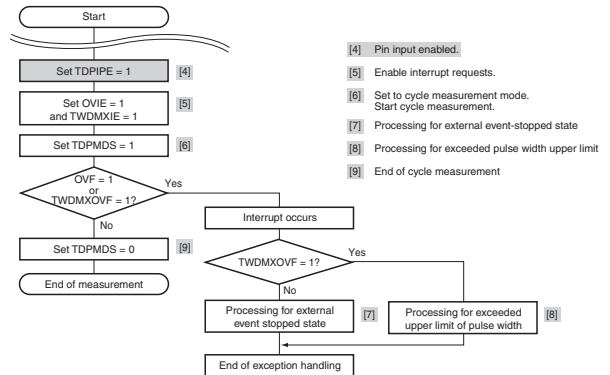 Start
Set TDPIPE = 1
[4]
Set OVIE = 1
and TWDMXIE = 1
[5]
Set TDPMDS = 1
[6]
OVF = 1
or
TWDMXOVF = 1?
Yes
No
Set TDPMDS = 0
[9]
End of measurement
Interrupt occurs
TWDMXOVF = 1?
Yes
No
Processing for external
event stopped state
[7]
Processing for exceeded
upper limit of pulse width
[8]
End of exception handling
[4] Pin input enabled.
[5] Enable interrupt requests.
[6] Set to cycle measurement mode.
Start cycle measurement.
[7] Processing for external event-stopped state
[8] Processing for exceeded pulse width upper limit
[9] End of cycle measurement